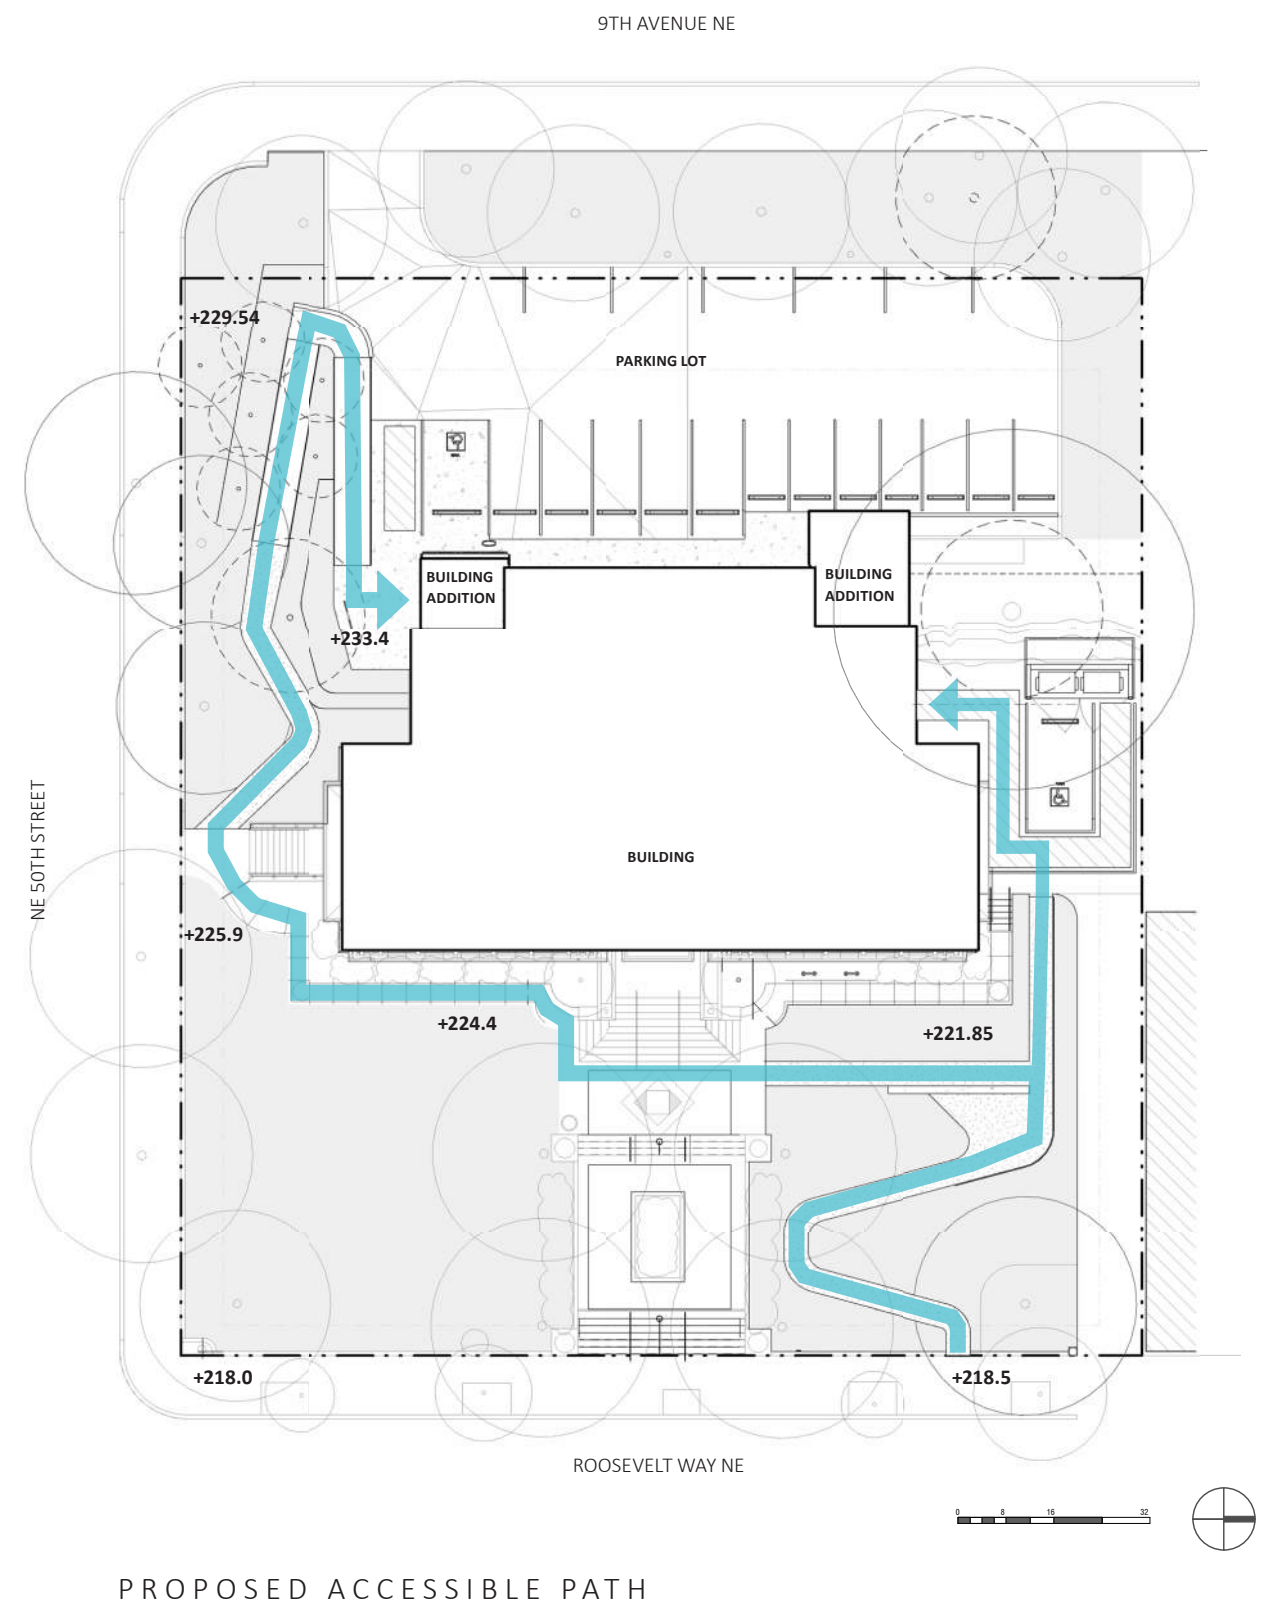 9TH AVENUE NE
+229.54
PARKING LOT
BUILDING
ADDITION
BUILDING
ADDITION
+233.4
NE 50TH STREET
BUILDING
+225.9
+224.4
+221.85
+218.0
+218.5
ROOSEVELT WAY NE
0 8 16 32
PROPOSED ACCESSIBLE PATH